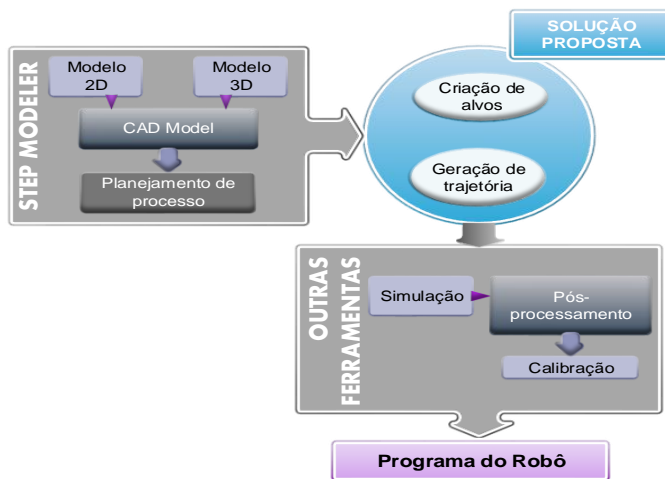 SOLUÇÃO
PROPOSTA
STEP MODELER
Modelo
2D
Modelo
3D
CAD Model
Planejamento de
processo
Criação de
alvos
Geração de
trajetória
OUTRAS
FERRAMENTAS
Simulação
Pós-
processamento
Calibração
Programa do Robô